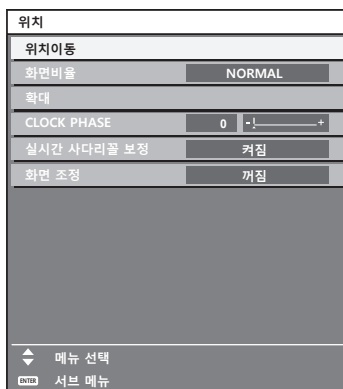 위치
위치이동
화면비율 NORMAL
확대
CLOCK PHASE 0 - +
실시간 사다리꼴 보정 켜짐
화면 조정 꺼짐
메뉴 선택
ENTER 서브 메뉴